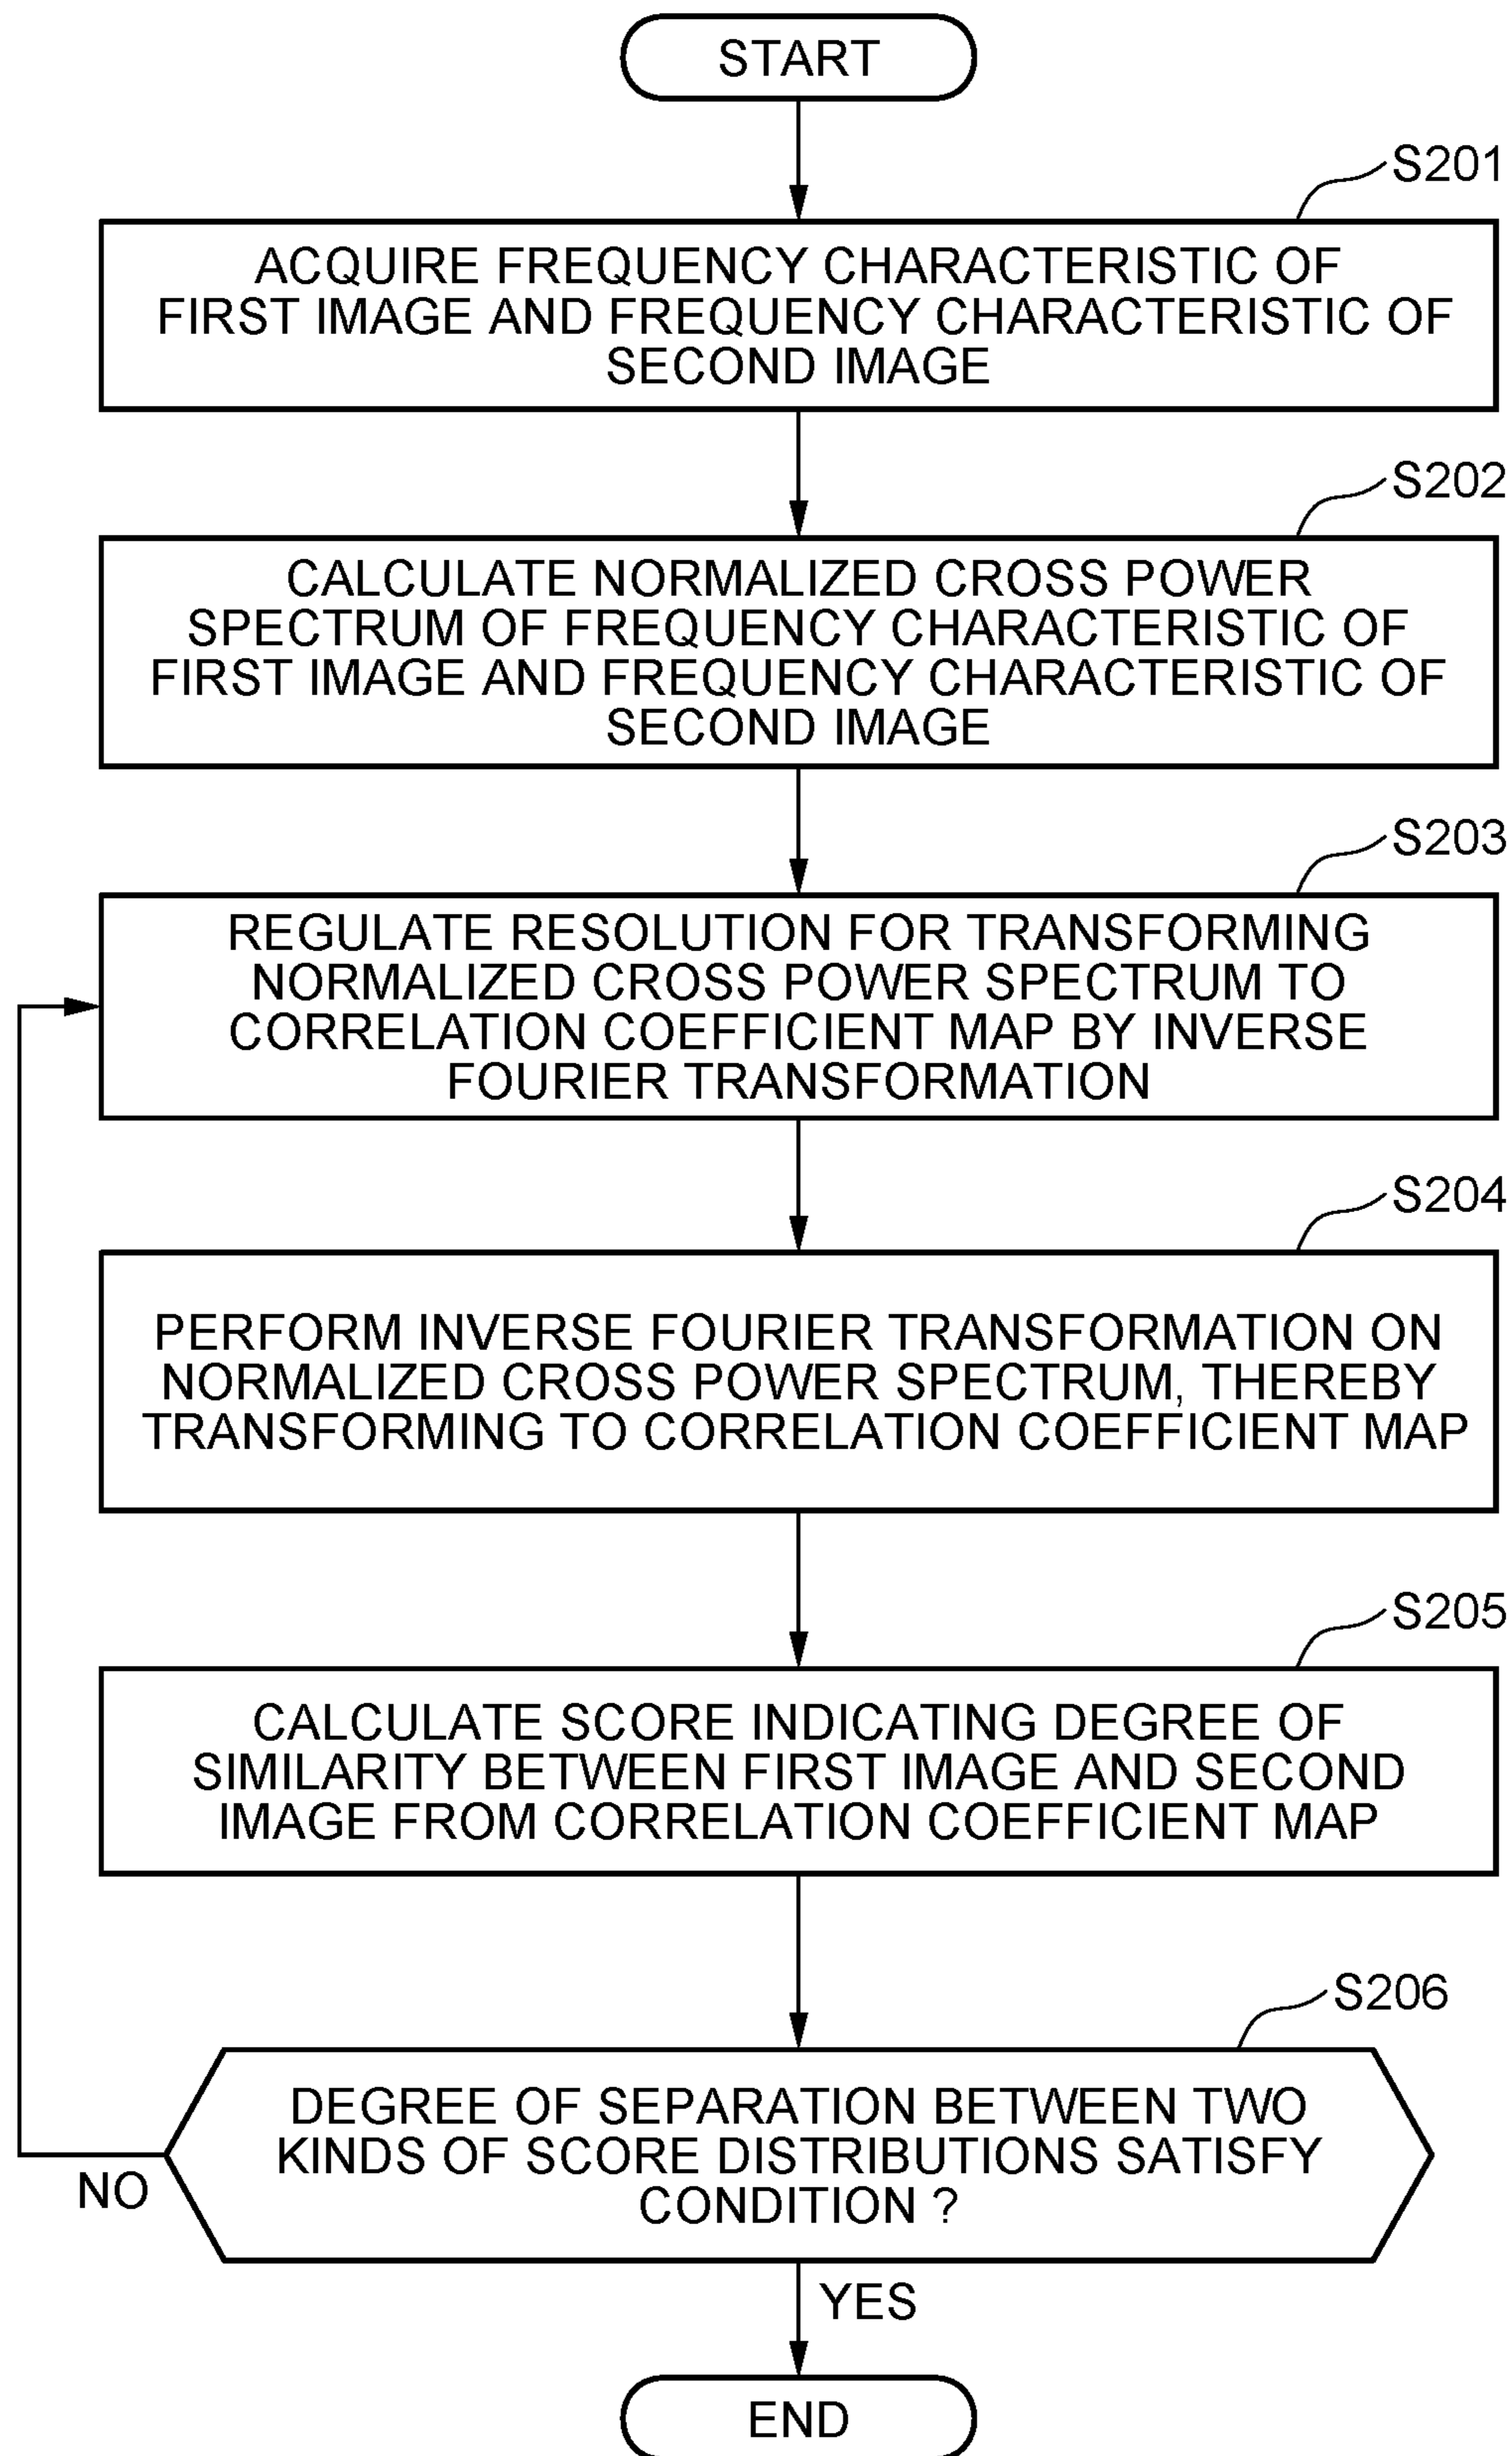 START
S201
ACQUIRE FREQUENCY CHARACTERISTIC OF
FIRST IMAGE AND FREQUENCY CHARACTERISTIC OF
SECOND IMAGE
S202
CALCULATE NORMALIZED CROSS POWER
SPECTRUM OF FREQUENCY CHARACTERISTIC OF
FIRST IMAGE AND FREQUENCY CHARACTERISTIC OF
SECOND IMAGE
S203
REGULATE RESOLUTION FOR TRANSFORMING
NORMALIZED CROSS POWER SPECTRUM TO
CORRELATION COEFFICIENT MAP BY INVERSE
FOURIER TRANSFORMATION
S204
PERFORM INVERSE FOURIER TRANSFORMATION ON
NORMALIZED CROSS POWER SPECTRUM, THEREBY
TRANSFORMING TO CORRELATION COEFFICIENT MAP
S205
CALCULATE SCORE INDICATING DEGREE OF
SIMILARITY BETWEEN FIRST IMAGE AND SECOND
IMAGE FROM CORRELATION COEFFICIENT MAP
S206
DEGREE OF SEPARATION BETWEEN TWO
KINDS OF SCORE DISTRIBUTIONS SATISFY
CONDITION ?
NO
YES
END